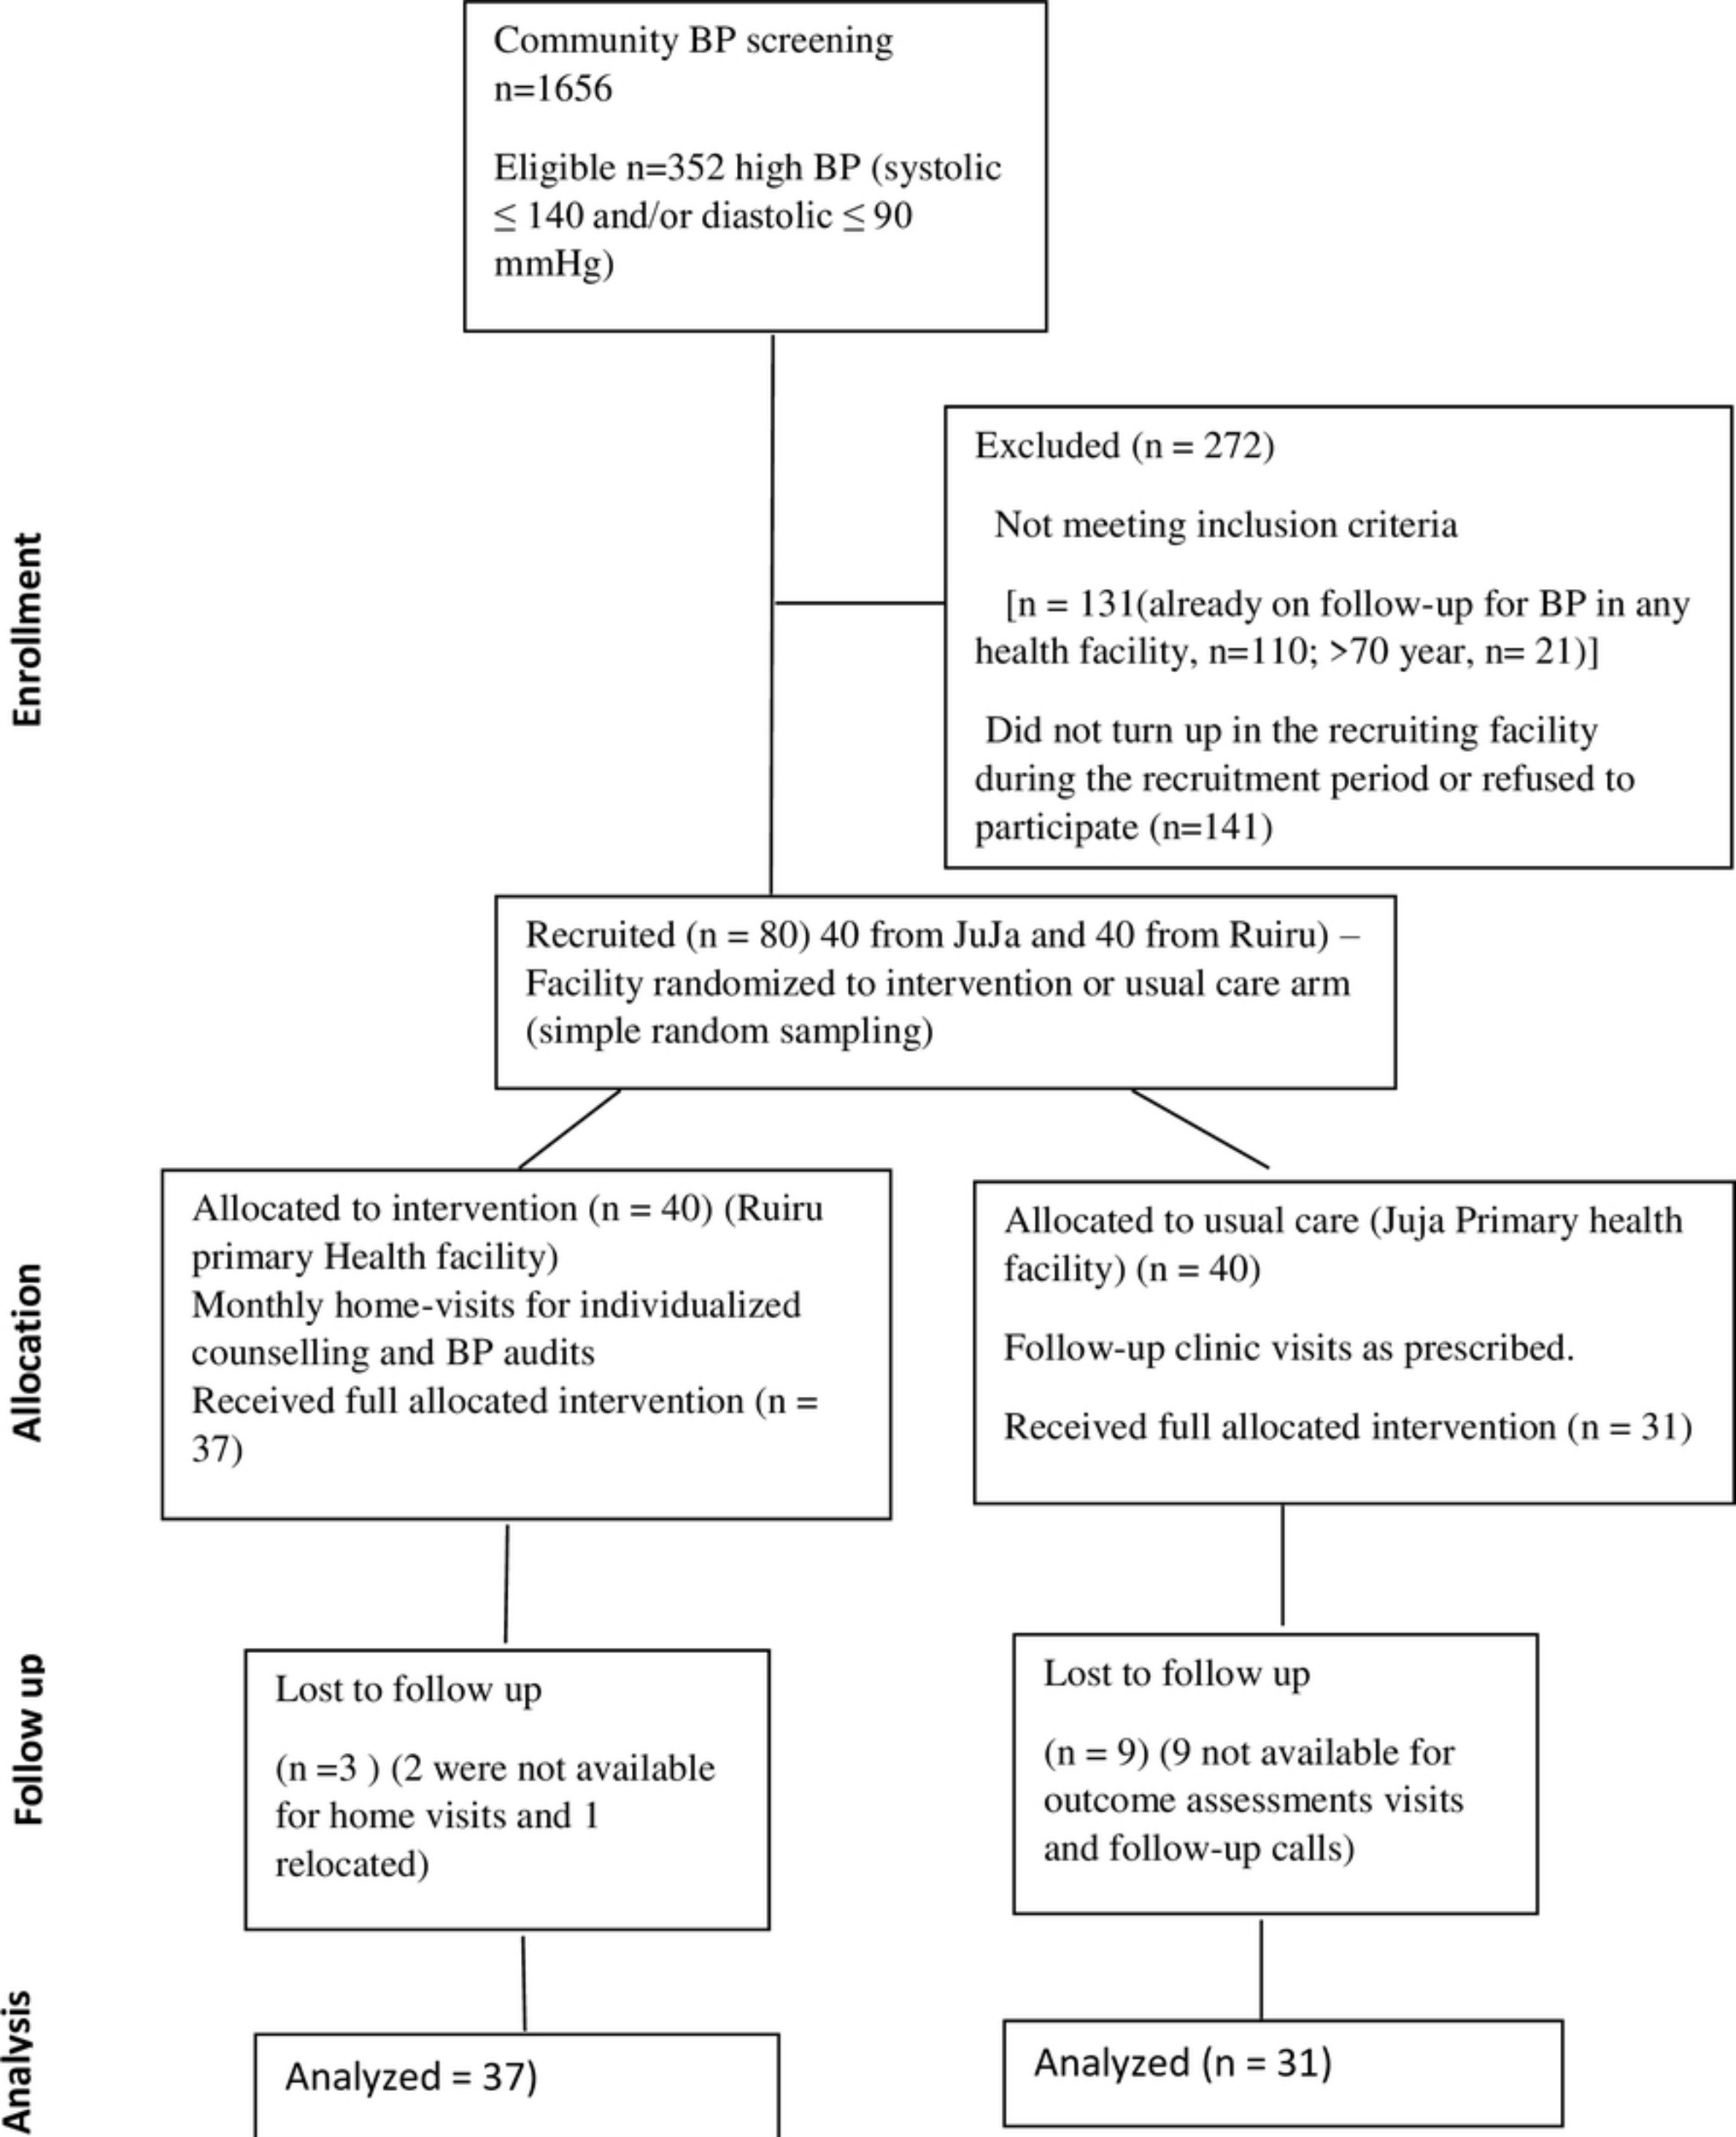 Community BP screening
n=1656
Eligible n=352 high BP (systolic
≤ 140 and/or diastolic ≤ 90
mmHg)
Enrollment
Excluded (n = 272)
Not meeting inclusion criteria
[n = 131(already on follow-up for BP in any
health facility, n=110; >70 year, n= 21)]
Did not turn up in the recruiting facility
during the recruitment period or refused to
participate (n=141)
Recruited (n = 80) 40 from JuJa and 40 from Ruiru) –
Facility randomized to intervention or usual care arm
(simple random sampling)
Allocation
Allocated to intervention (n = 40) (Ruiru
primary Health facility)
Monthly home-visits for individualized
counselling and BP audits
Received full allocated intervention (n =
37)
Allocated to usual care (Juja Primary health
facility) (n = 40)
Follow-up clinic visits as prescribed.
Received full allocated intervention (n = 31)
Follow up
Lost to follow up
(n =3 ) (2 were not available
for home visits and 1
relocated)
Lost to follow up
(n = 9) (9 not available for
outcome assessments visits
and follow-up calls)
Analysis
Analyzed = 37)
Analyzed (n = 31)